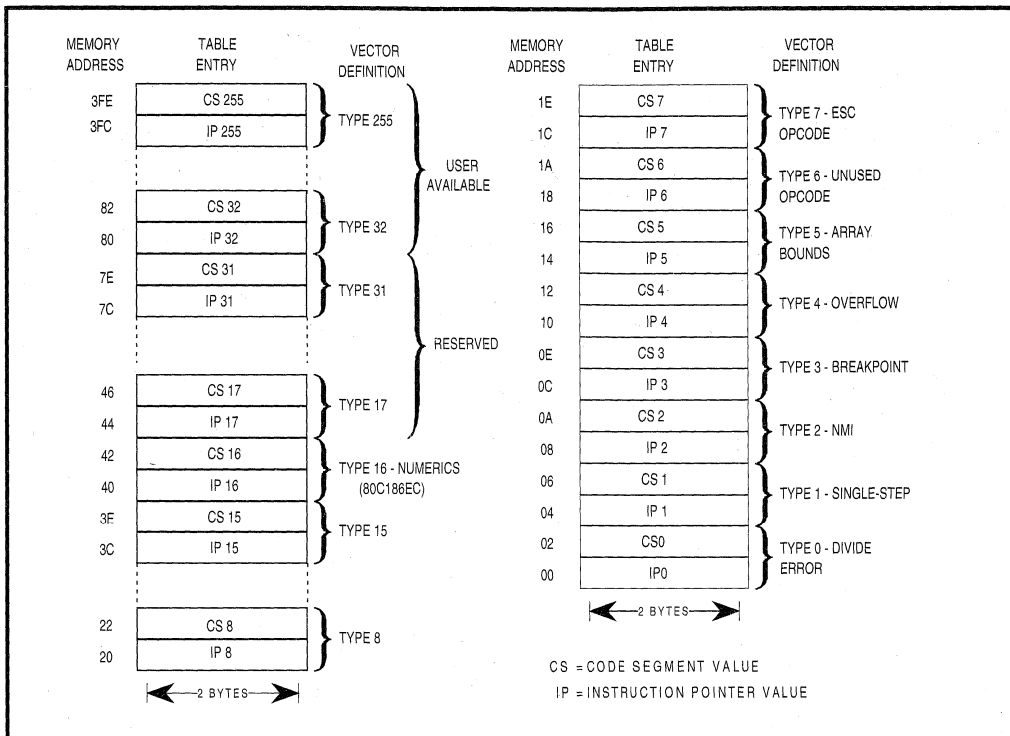 MEMORY ADDRESS
TABLE ENTRY
VECTOR DEFINITION
3FE CS 255
3FC IP 255
TYPE 255
USER AVAILABLE
82 CS 32
80 IP 32
TYPE 32
7E CS 31
7C IP 31
TYPE 31
RESERVED
46 CS 17
44 IP 17
TYPE 17
42 CS 16
40 IP 16
TYPE 16 - NUMERICS
(80C186EC)
3E CS 15
3C IP 15
TYPE 15
22 CS 8
20 IP 8
TYPE 8
2 BYTES
MEMORY ADDRESS
TABLE ENTRY
VECTOR DEFINITION
1E CS 7
1C IP 7
TYPE 7 - ESC
OPCODE
1A CS 6
18 IP 6
TYPE 6 - UNUSED
OPCODE
16 CS 5
14 IP 5
TYPE 5 - ARRAY
BOUNDS
12 CS 4
10 IP 4
TYPE 4 - OVERFLOW
0E CS 3
0C IP 3
TYPE 3 - BREAKPOINT
0A CS 2
08 IP 2
TYPE 2 - NMI
06 CS 1
04 IP 1
TYPE 1 - SINGLE-STEP
02 CS0
00 IP0
TYPE 0 - DIVIDE
ERROR
2 BYTES
CS = CODE SEGMENT VALUE
IP = INSTRUCTION POINTER VALUE